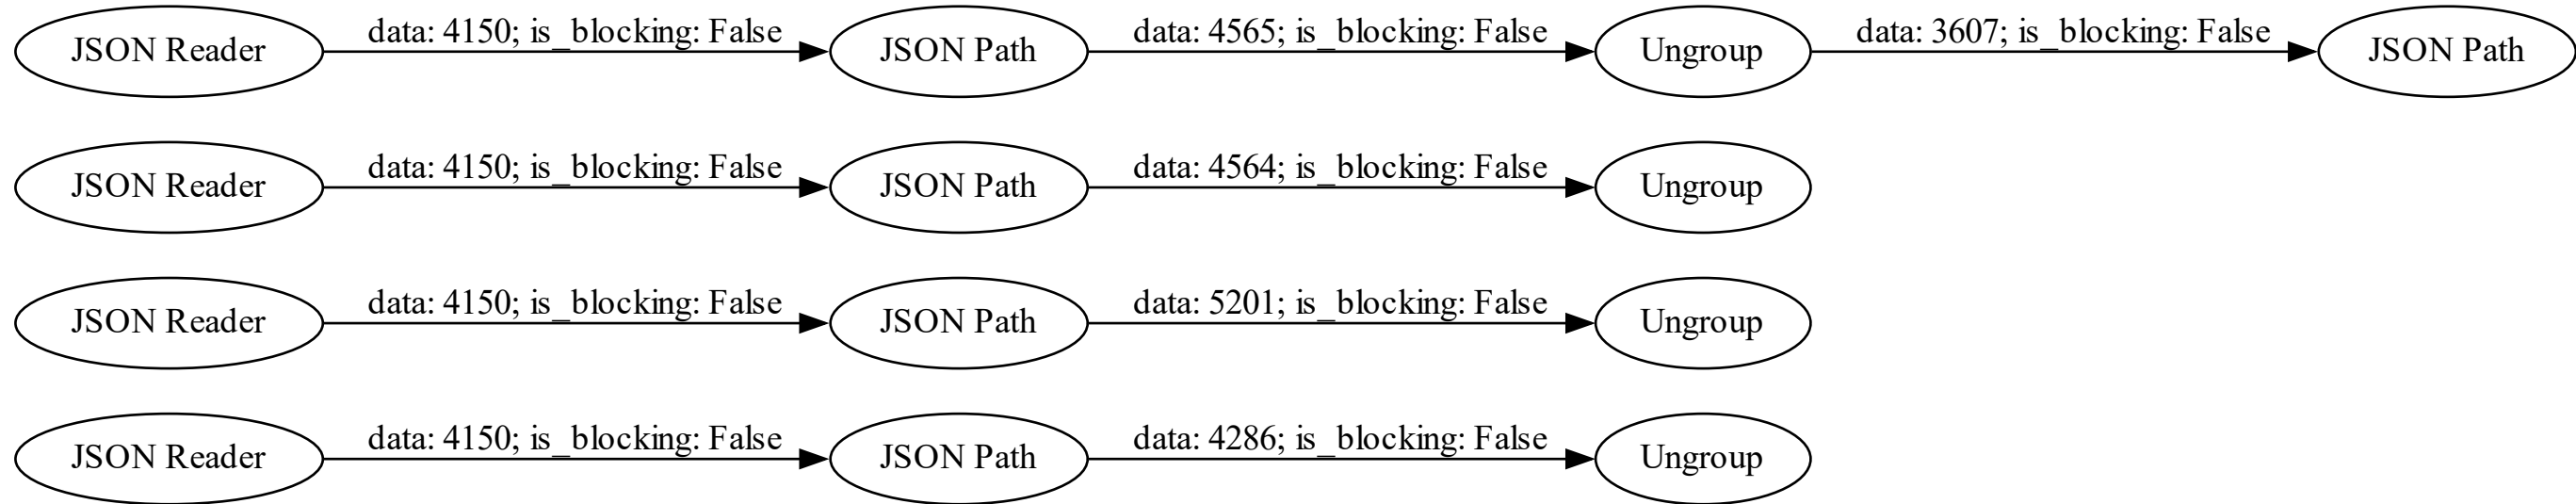 JSON Reader data: 4150; is_blocking: False JSON Path data: 4565; is_blocking: False Ungroup data: 3607; is_blocking: False JSON Path
JSON Reader data: 4150; is_blocking: False JSON Path data: 4564; is_blocking: False Ungroup
JSON Reader data: 4150; is_blocking: False JSON Path data: 5201; is_blocking: False Ungroup
JSON Reader data: 4150; is_blocking: False JSON Path data: 4286; is_blocking: False Ungroup